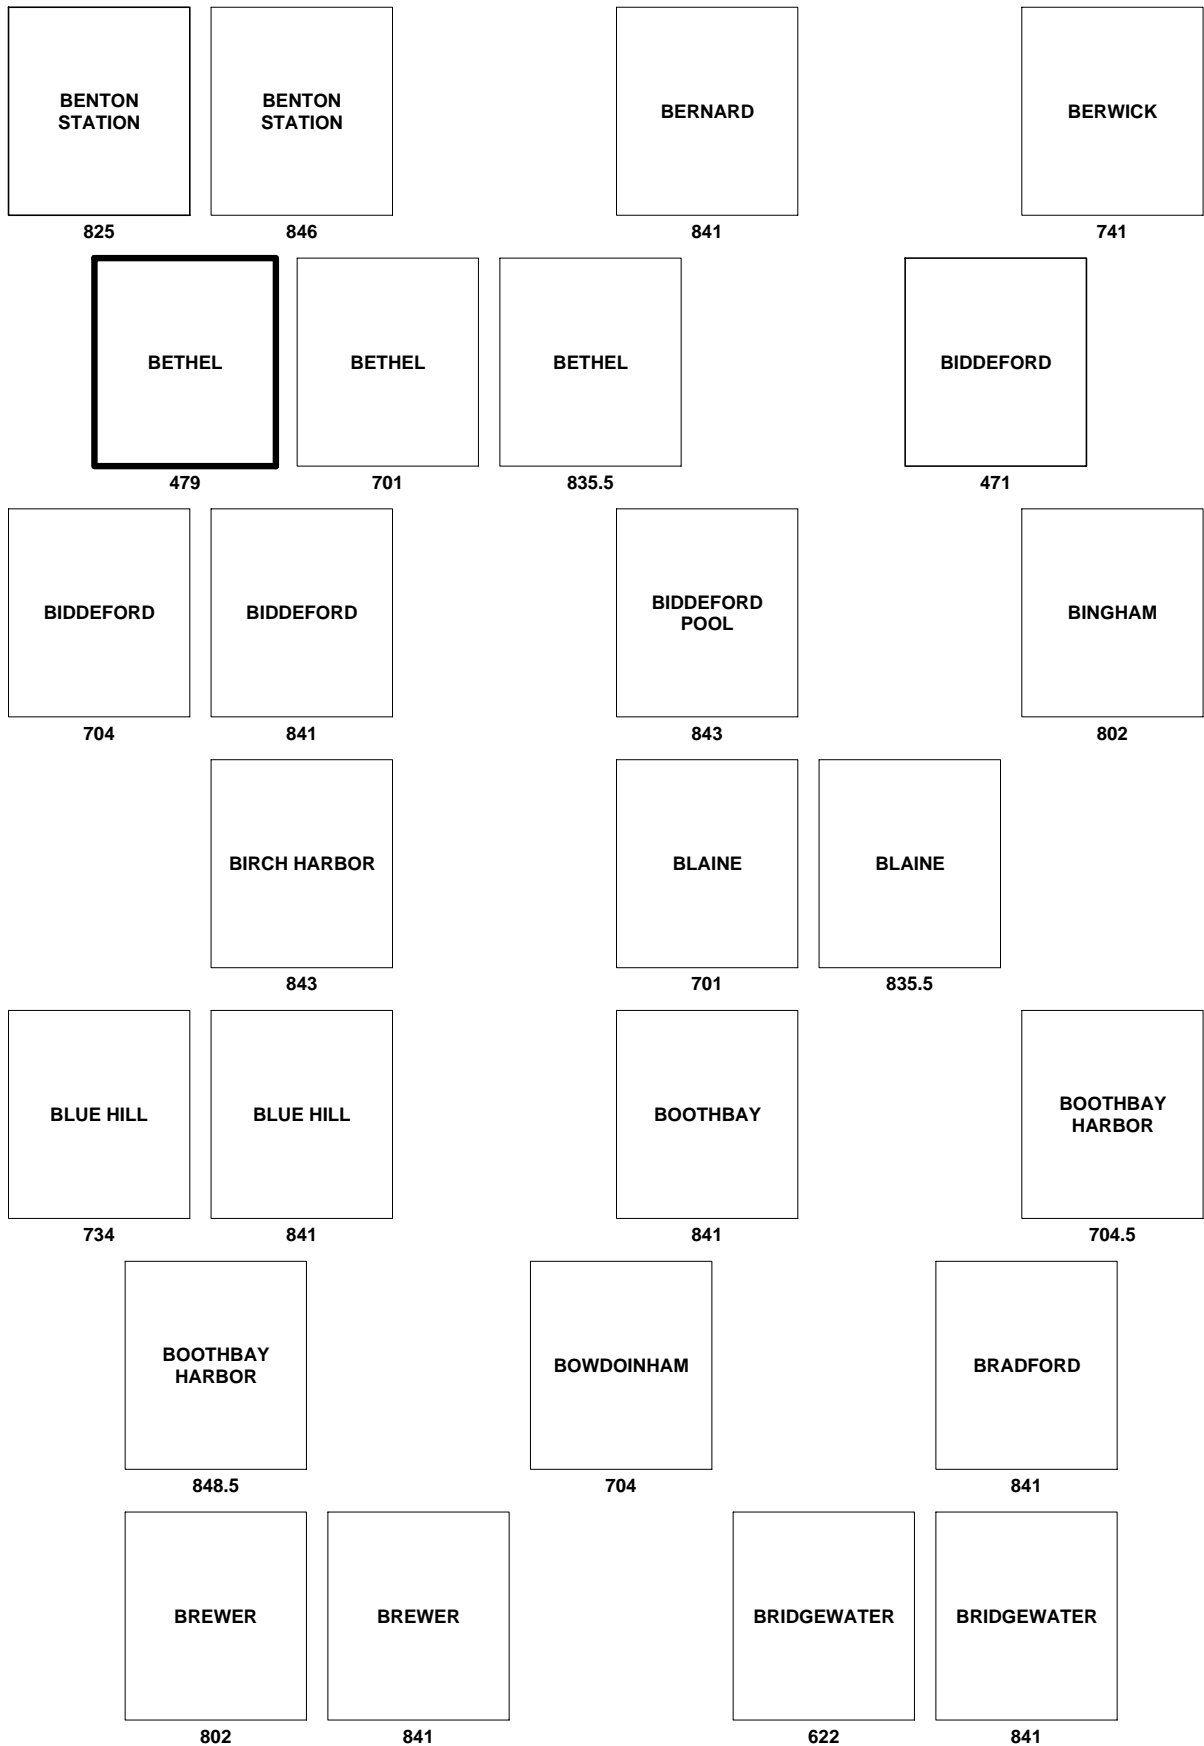 BENTON
STATION
825
BENTON
STATION
846
BERNARD
841
BERWICK
741
BETHEL
479
BETHEL
701
BETHEL
835.5
BIDDEFORD
471
BIDDEFORD
704
BIDDEFORD
841
BIDDEFORD
POOL
843
BINGHAM
802
BIRCH HARBOR
843
BLAINE
701
BLAINE
835.5
BLUE HILL
734
BLUE HILL
841
BOOTHBAY
841
BOOTHBAY
HARBOR
704.5
BOOTHBAY
HARBOR
848.5
BOWDOINHAM
704
BRADFORD
841
BREWER
802
BREWER
841
BRIDGEWATER
622
BRIDGEWATER
841